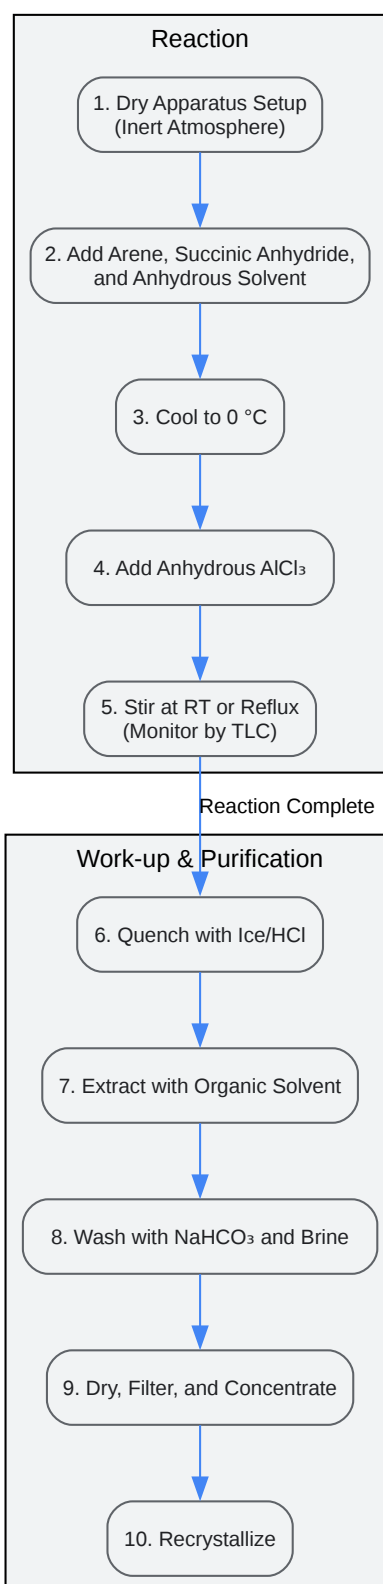 Reaction
1. Dry Apparatus Setup
(Inert Atmosphere)
2. Add Arene, Succinic Anhydride,
and Anhydrous Solvent
3. Cool to 0 °C
4. Add Anhydrous AlCl₃
5. Stir at RT or Reflux
(Monitor by TLC)
Reaction Complete
Work-up & Purification
6. Quench with Ice/HCl
7. Extract with Organic Solvent
8. Wash with NaHCO₃ and Brine
9. Dry, Filter, and Concentrate
10. Recrystallize